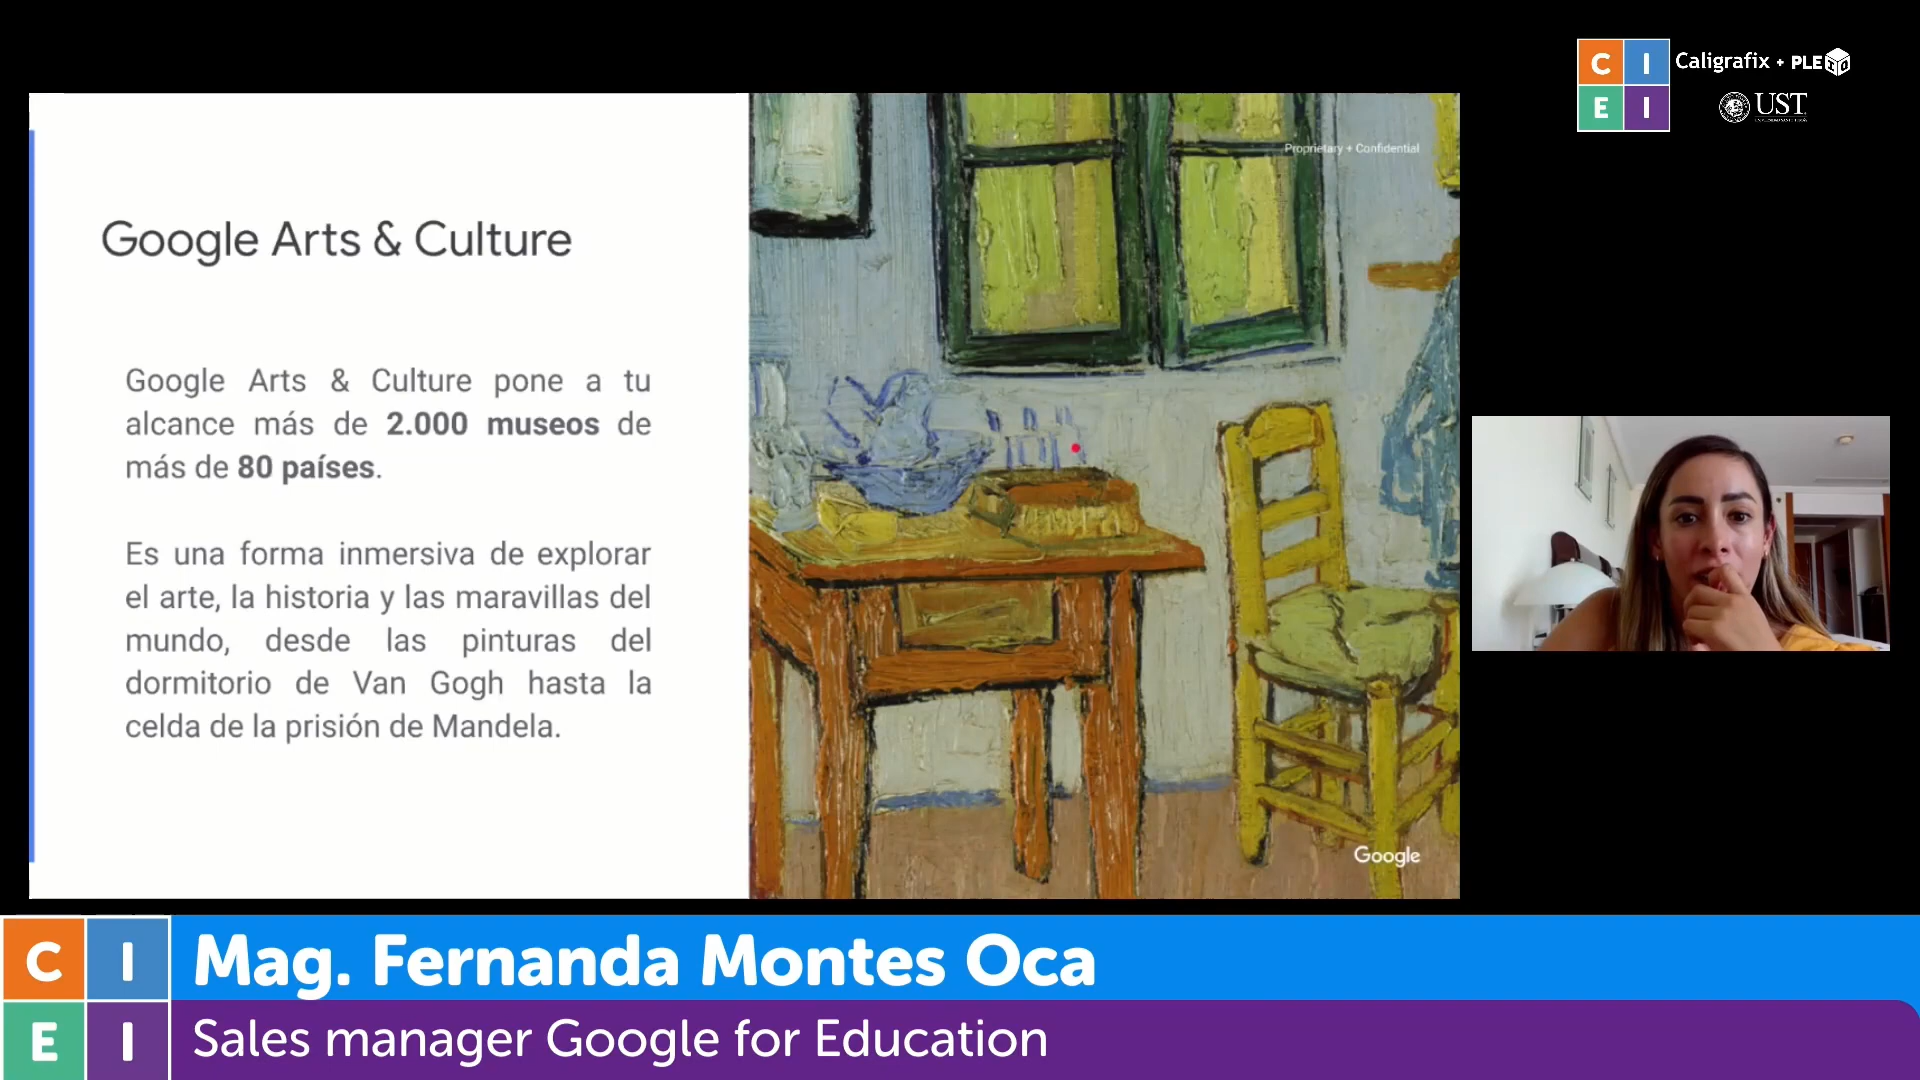 C I
E I
Caligrafix + PLE
UST
Proprietary + Confidential
Google Arts & Culture
Google Arts & Culture pone a tu
alcance más de 2.000 museos de
más de 80 países.
Es una forma inmersiva de explorar
el arte, la historia y las maravillas del
mundo, desde las pinturas del
dormitorio de Van Gogh hasta la
celda de la prisión de Mandela.
Google
C I
E I
Mag. Fernanda Montes Oca
Sales manager Google for Education